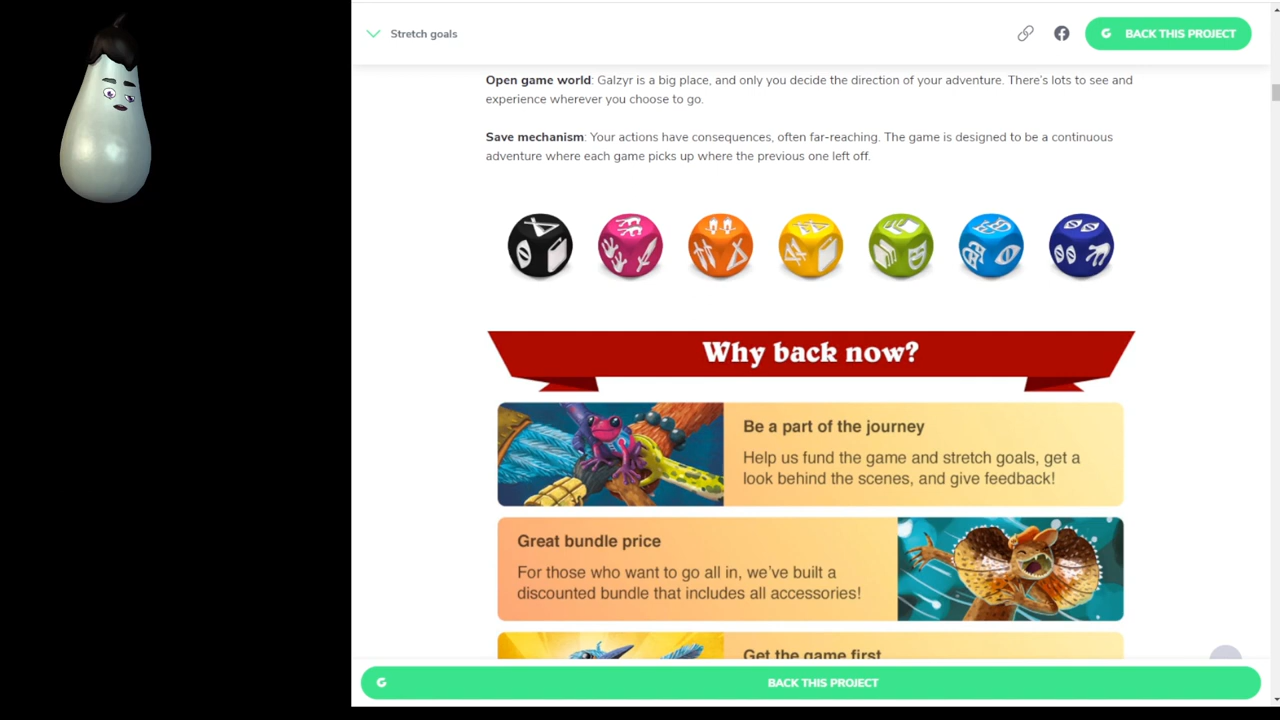 Stretch goals
BACK THIS PROJECT
Open game world: Galzyr is a big place, and only you decide the direction of your adventure. There's lots to see and
experience wherever you choose to go.
Save mechanism: Your actions have consequences, often far-reaching. The game is designed to be a continuous
adventure where each game picks up where the previous one left off.
Why back now?
Be a part of the journey
Help us fund the game and stretch goals, get a
look behind the scenes, and give feedback!
Great bundle price
For those who want to go all in, we've built a
discounted bundle that includes all accessories!
Get the game first
BACK THIS PROJECT